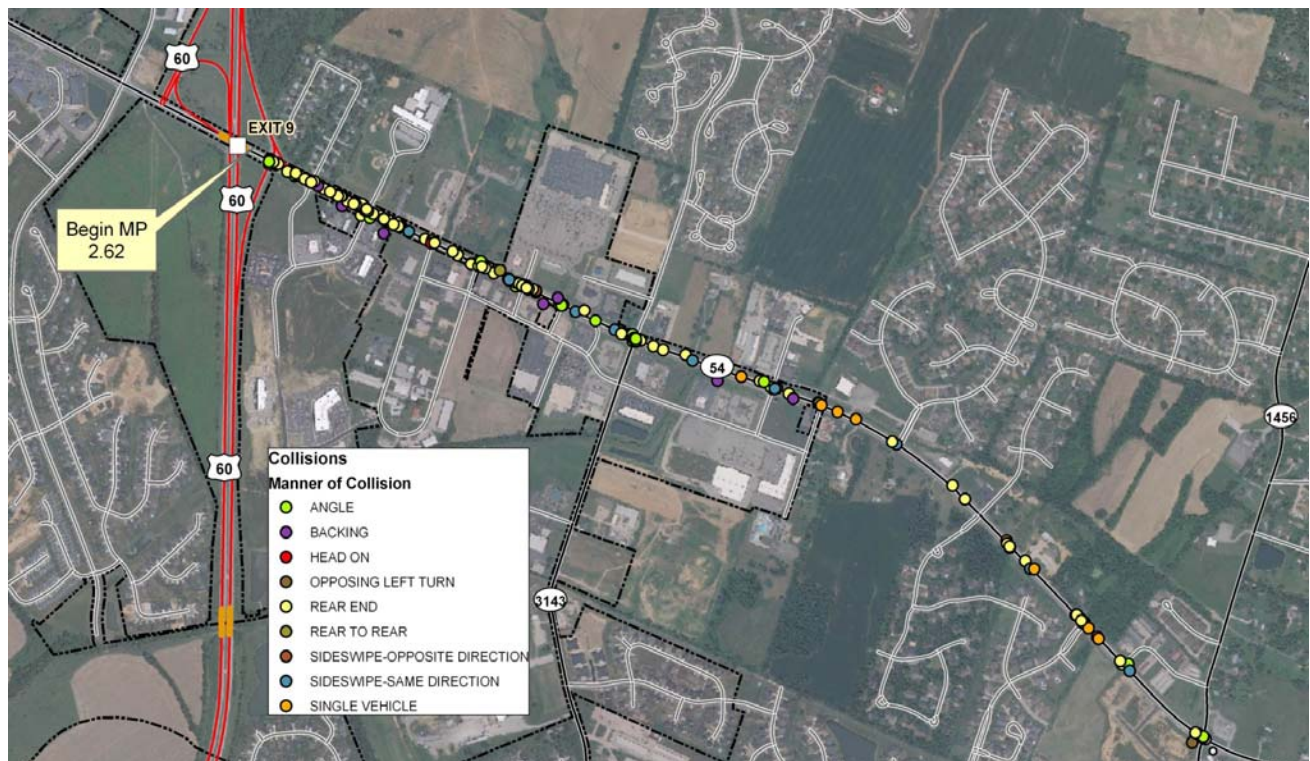 60
EXIT 9
60
Begin MP
2.62
54
1456
60
Collisions
Manner of Collision
ANGLE
BACKING
HEAD ON
OPPOSING LEFT TURN
REAR END
REAR TO REAR
SIDESWIPE-OPPOSITE DIRECTION
SIDESWIPE-SAME DIRECTION
SINGLE VEHICLE
3143